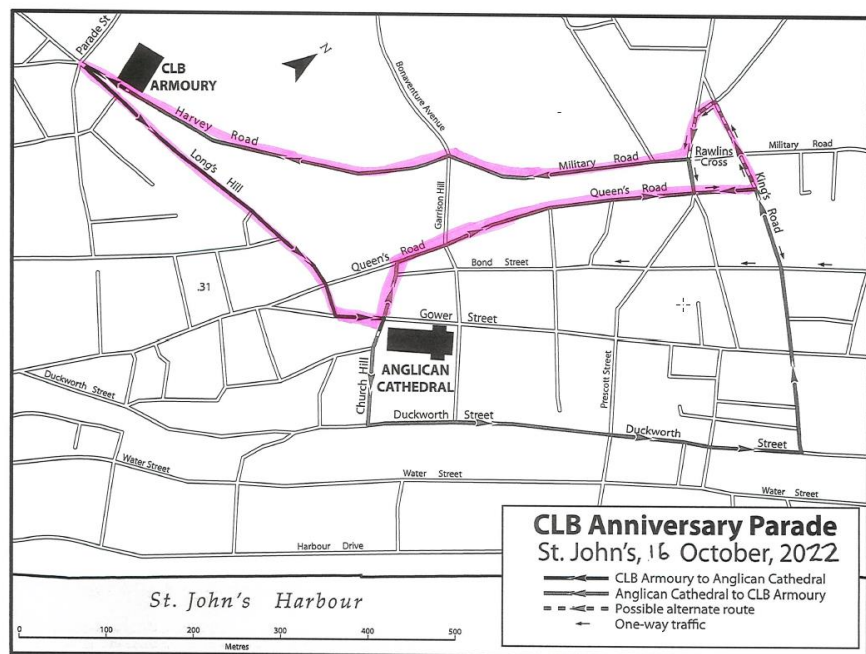 Parade St
CLB
ARMOURY
N
Bonaventure Avenue
Harvey Road
Long's
Hill
Military Road
Rawlins
Cross
Military Road
King's
Road
Queen's Road
Garrison Hill
Queen's Road
Bond Street
.31
Gower Street
ANGLICAN
CATHEDRAL
Church Hill
Prescott Street
Duckworth Street
Duckworth Street
Duckworth Street
Water Street
Water Street
Water Street
Harbour Drive
CLB Anniversary Parade
St. John's, 16 October, 2022
CLB Armoury to Anglican Cathedral
Anglican Cathedral to CLB Armoury
Possible alternate route
One-way traffic
St. John's Harbour
0 100 200 300 400 500
Metres